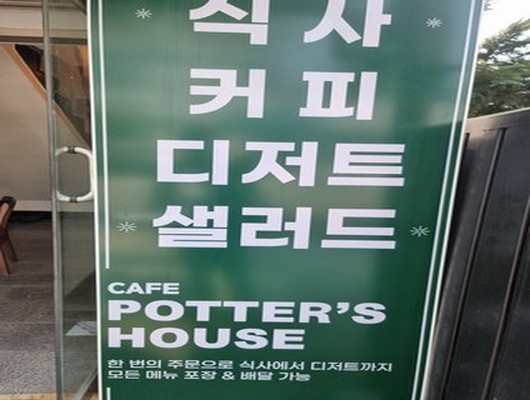 식사
커피
디저트
샐러드
CAFE
POTTER'S
HOUSE
한 번의 주문으로 식사에서 디저트까지
모든 메뉴 포장 & 배달 가능